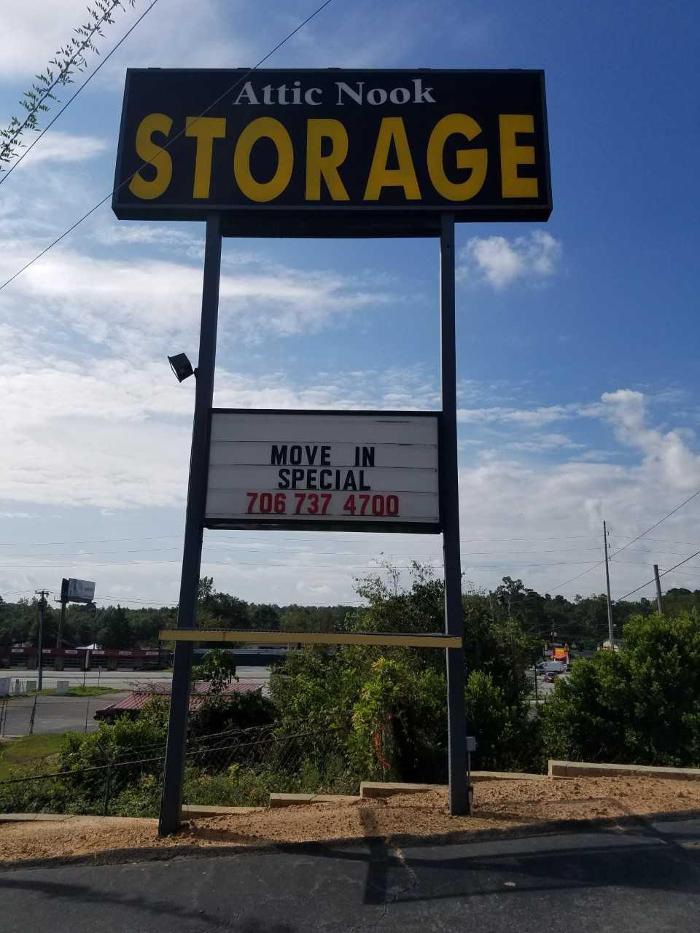 Attic Nook
STORAGE
MOVE IN
SPECIAL
706 737 4700